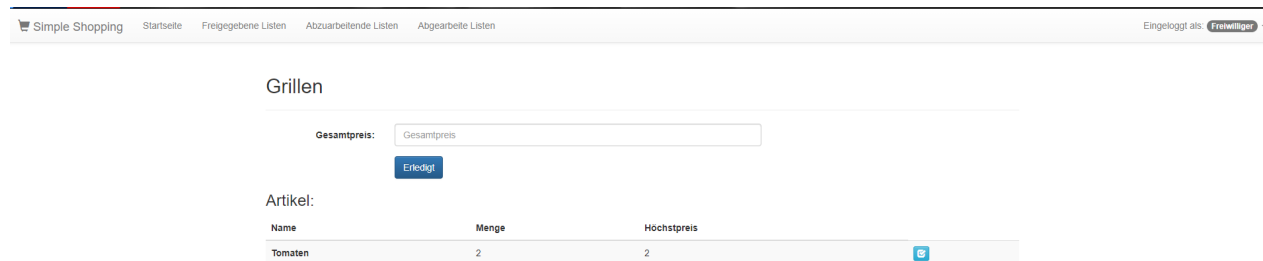 Simple Shopping Startseite Freigegebene Listen Abzuarbeitende Listen Abgearbeite Listen Eingeloggt als: Freiwilliger
Grillen
Gesamtpreis: Gesamtpreis
Erledigt
Artikel:
Name Menge Höchstpreis
Tomaten 2 2